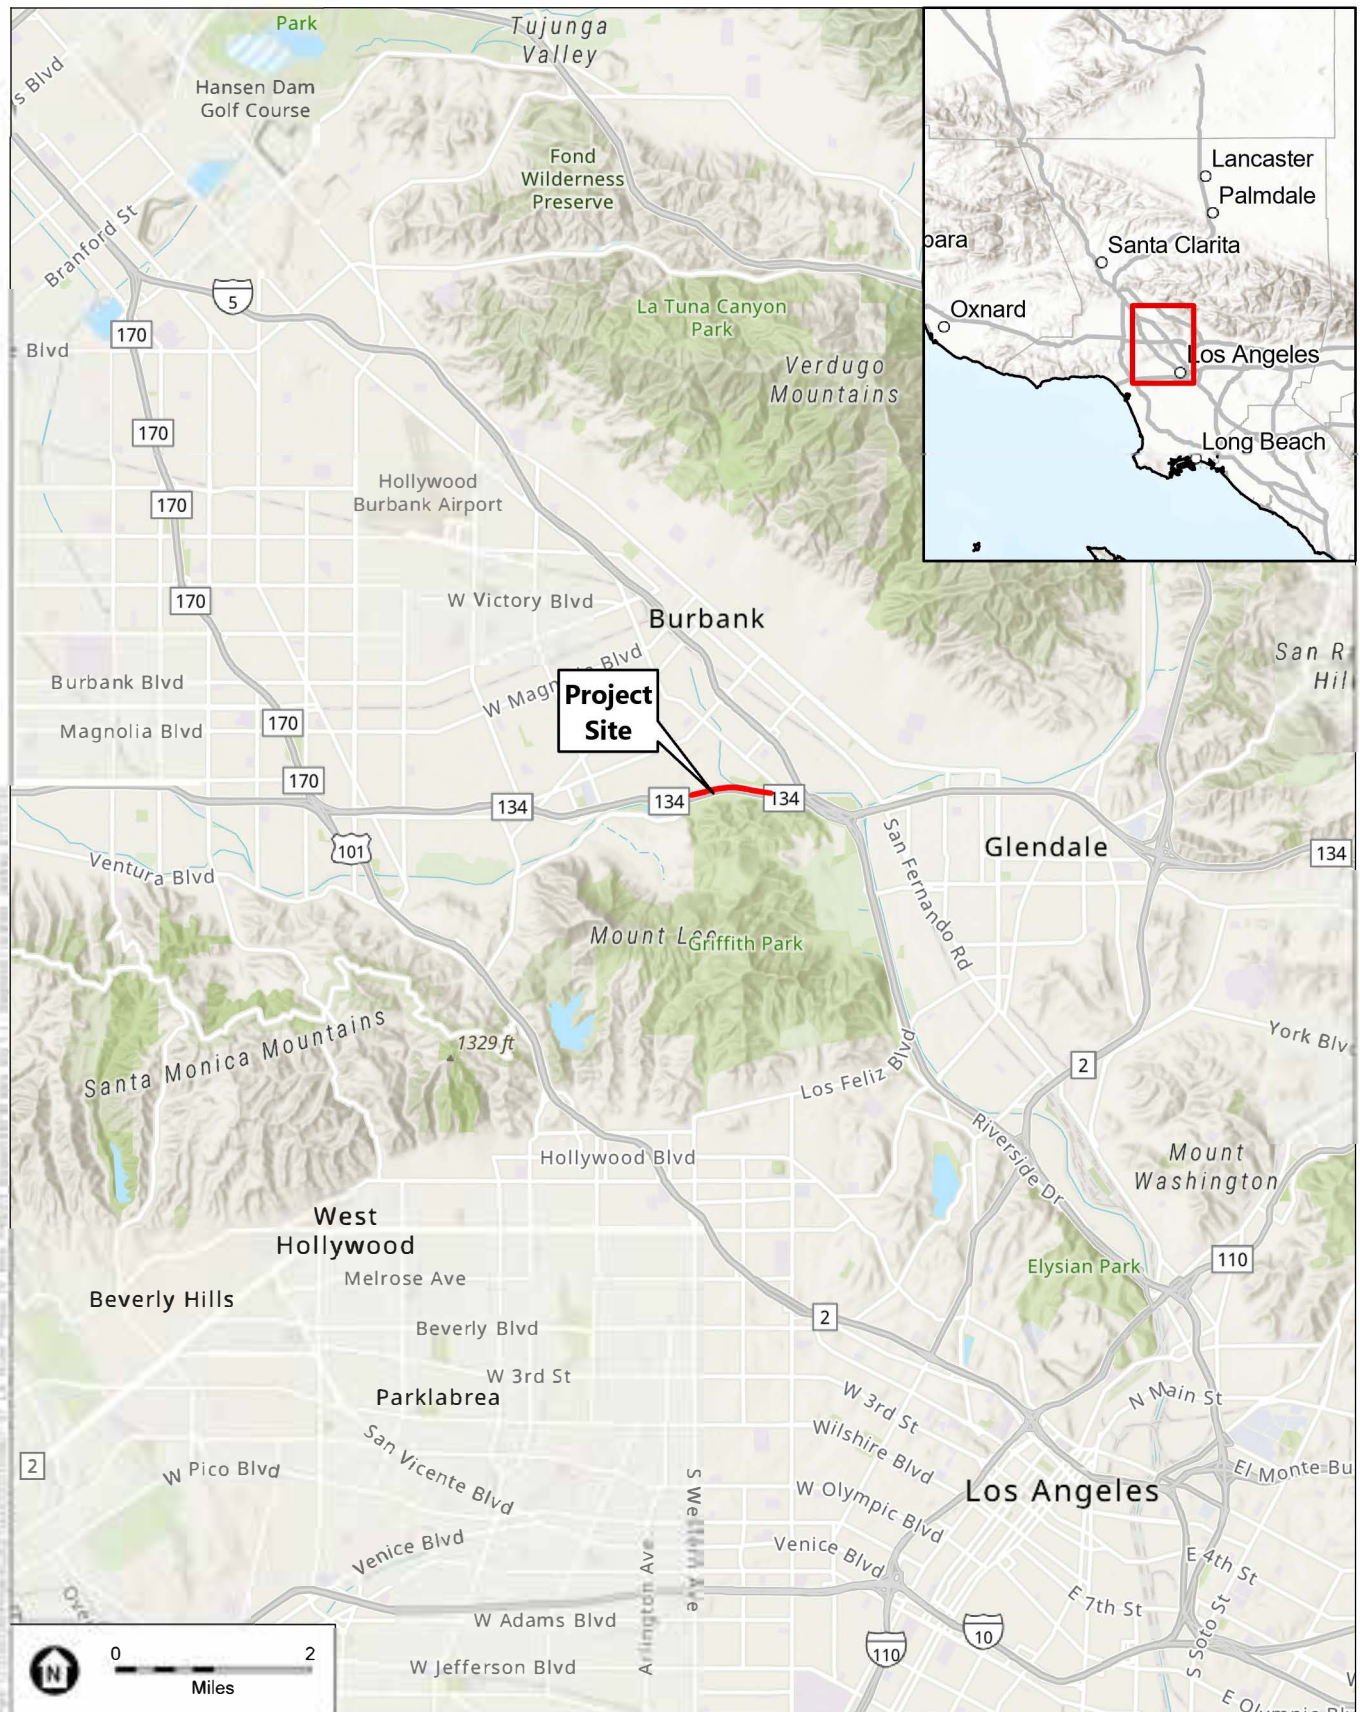 Park
Tujunga
Valley
s Blvd
Hansen Dam
Golf Course
Fond
Wilderness
Preserve
Branford St
5
170
Blvd
La Tuna Canyon
Park
Verdugo
Mountains
170
Hollywood
Burbank Airport
170
170
W Victory Blvd
Burbank
Burbank Blvd
Magnolia Blvd
170
170
Project
Site
134
134
134
101
Ventura Blvd
San Fernando Rd
Glendale
134
San R
Hil
Griffith Park
Santa Monica Mountains
1329 ft
Los Feliz Blvd
2
York Blv
Hollywood Blvd
Riverside Dr
Mount
Washington
West
Hollywood
Melrose Ave
Beverly Hills
Beverly Blvd
W 3rd St
Parklabrea
2
Elysian Park
110
W 3rd St
N Main St
Wilshire Blvd
San Vicente Blvd
W Pico Blvd
2
W Olympic Blvd
Los Angeles
El Monte Bu
Venice Blvd
Venice Blvd
Arlington Ave
E 4th St
E 7th St
S Soto St
W Adams Blvd
W Jefferson Blvd
110
10
N
0
2
Miles
Lancaster
Palmdale
bara
Santa Clarita
Oxnard
Los Angeles
Long Beach